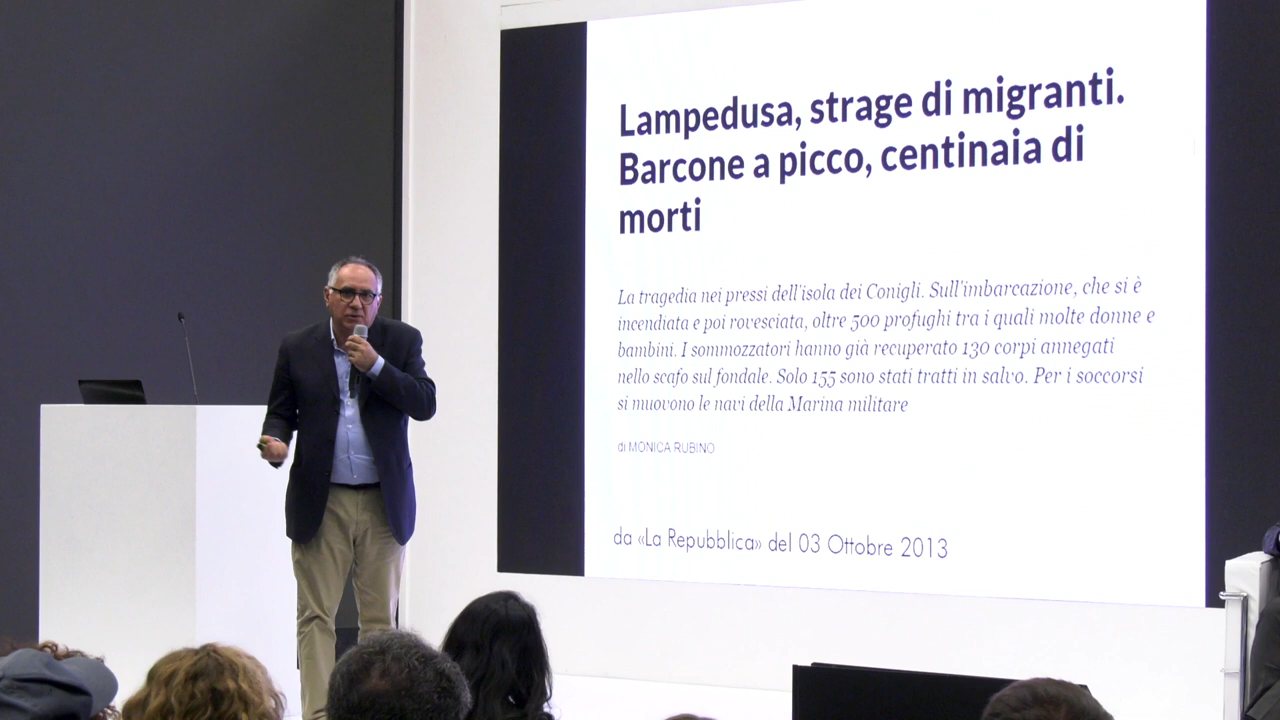 Lampedusa, strage di migranti.
Barcone a picco, centinaia di
morti
La tragedia nei pressi dell'isola dei Conigli. Sull'imbarcazione, che si è
incendiata e poi rovesciata, oltre 500 profughi tra i quali molte donne e
bambini. I sommozzatori hanno già recuperato 130 corpi annegati
nello scafo sul fondale. Solo 155 sono stati tratti in salvo. Per i soccorsi
si muovono le navi della Marina militare
di MONICA RUBINO
da «La Repubblica» del 03 Ottobre 2013